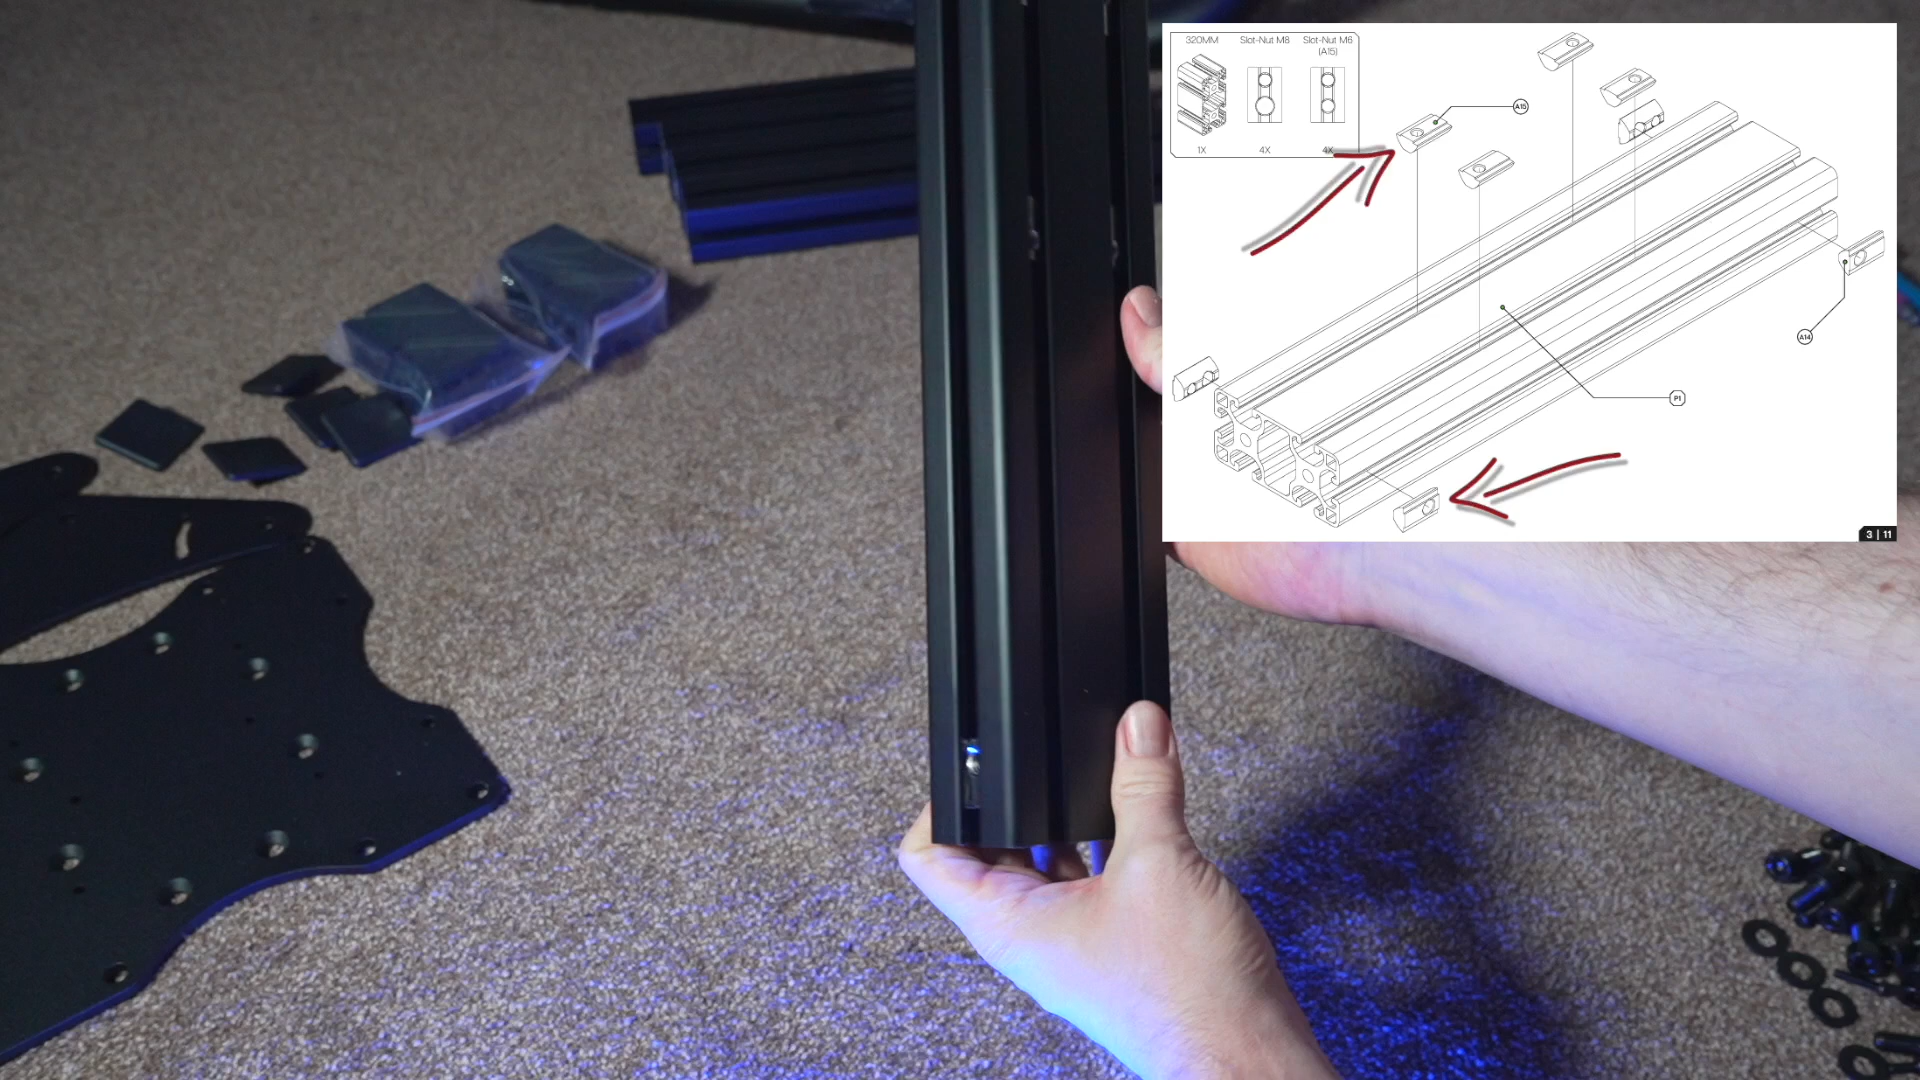 320MM Slot-Nut M8 Slot-Nut M6
(A15)
1X 4X 4X
A15
A14
P1
3 | 11